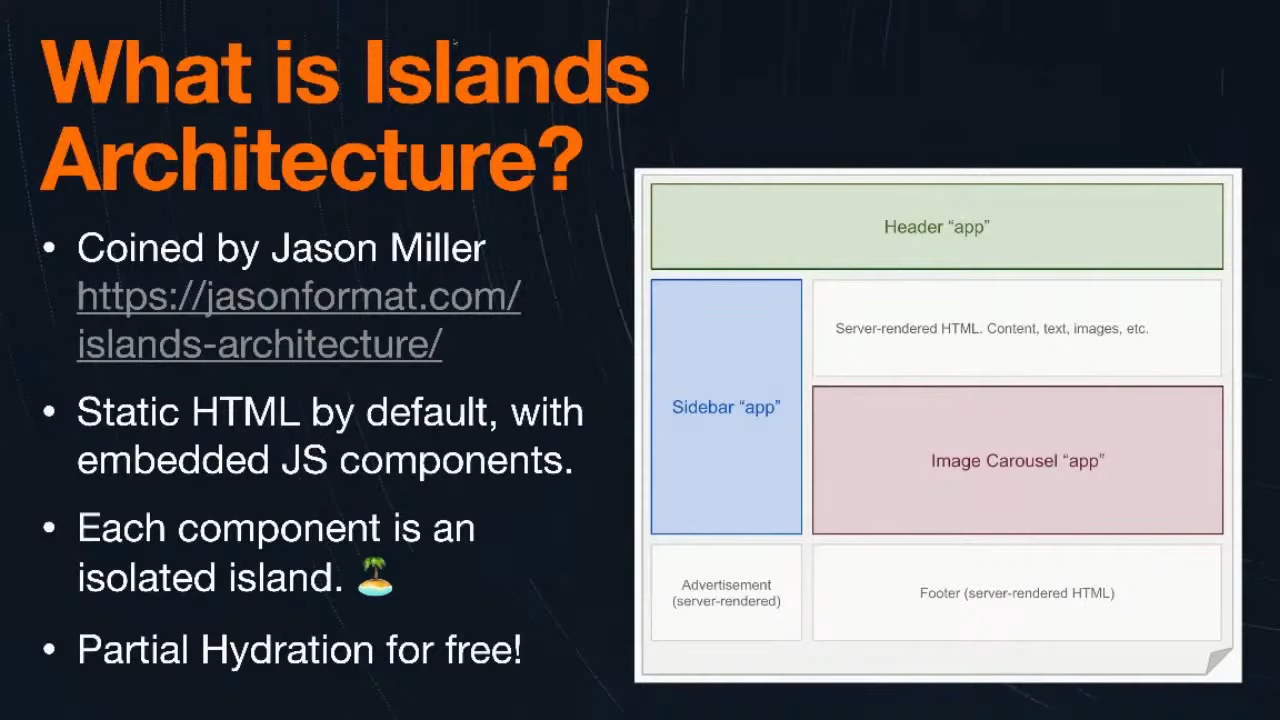 What is Islands
Architecture?
• Coined by Jason Miller
https://jasonformat.com/
islands-architecture/
• Static HTML by default, with
embedded JS components.
• Each component is an
isolated island. 🏝️
• Partial Hydration for free!
Header “app”
Sidebar “app”
Server-rendered HTML. Content, text, images, etc.
Image Carousel “app”
Advertisement
(server-rendered)
Footer (server-rendered HTML)